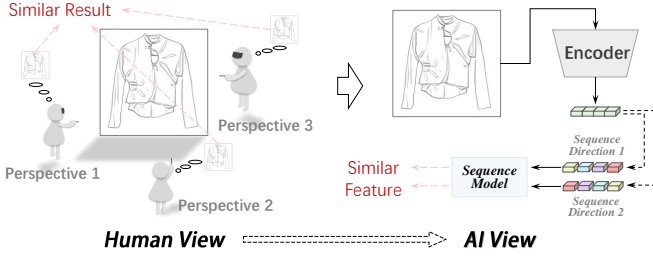 Similar Result
Perspective 1
Perspective 2
Perspective 3
Human View
Encoder
Sequence
Direction 1
Sequence
Model
Similar
Feature
Sequence
Direction 2
AI View